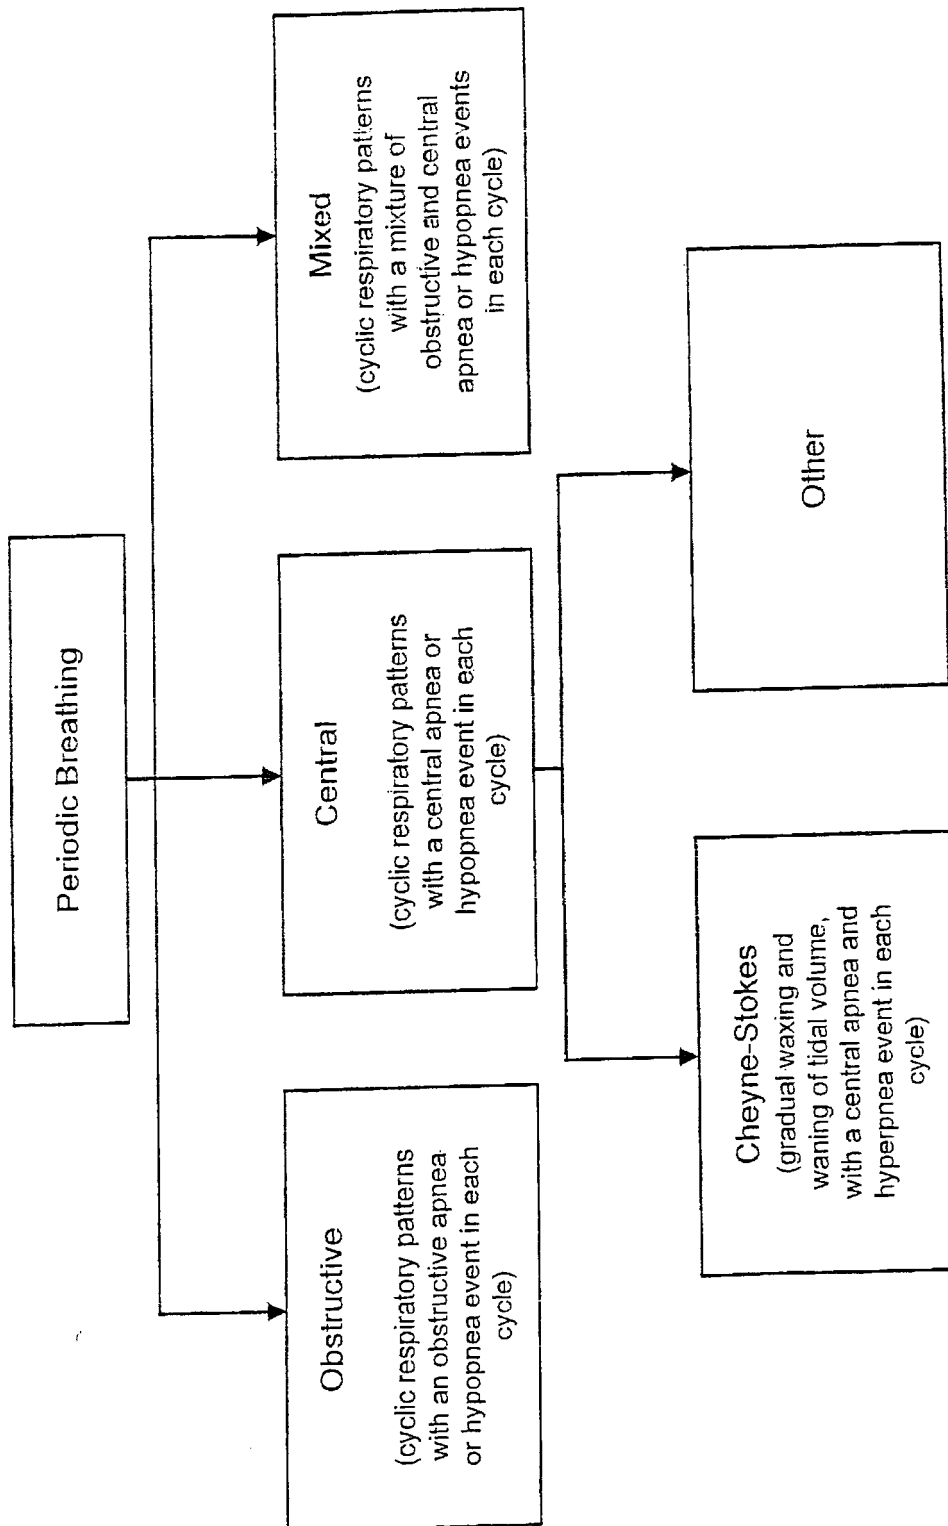 Periodic Breathing
Obstructive
(cyclic respiratory patterns
with an obstructive apnea
or hypopnea event in each
cycle)
Central
(cyclic respiratory patterns
with a central apnea or
hypopnea event in each
cycle)
Mixed
(cyclic respiratory patterns
with a mixture of
obstructive and central
apnea or hypopnea events
in each cycle)
Cheyne-Stokes
(gradual waxing and
waning of tidal volume,
with a central apnea and
hyperpnea event in each
cycle)
Other